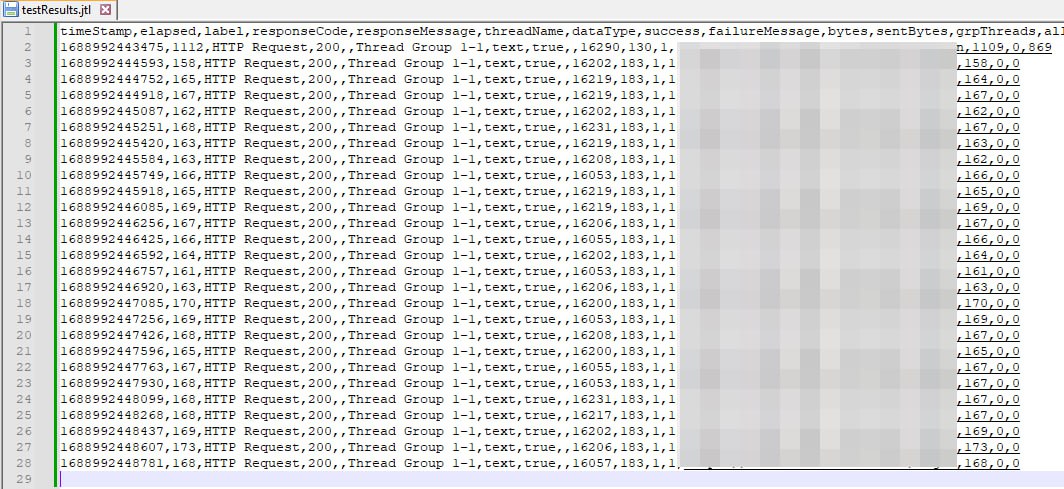 testResults.jtl
1 timeStamp,elapsed,label,responseCode,responseMessage,threadName,dataType,success,failureMessage,bytes,sentBytes,grpThreads,all
2 1688992443475,1112,HTTP Request,200,,Thread Group 1-1,text,true,,16290,130,1, n,1109,0,869
3 1688992444593,158,HTTP Request,200,,Thread Group 1-1,text,true,,16202,183,1,1 ,158,0,0
4 1688992444752,165,HTTP Request,200,,Thread Group 1-1,text,true,,16219,183,1,1 ,164,0,0
5 1688992444918,167,HTTP Request,200,,Thread Group 1-1,text,true,,16219,183,1,1 ,167,0,0
6 1688992445087,162,HTTP Request,200,,Thread Group 1-1,text,true,,16202,183,1,1 ,162,0,0
7 1688992445251,168,HTTP Request,200,,Thread Group 1-1,text,true,,16231,183,1,1 ,167,0,0
8 1688992445420,163,HTTP Request,200,,Thread Group 1-1,text,true,,16219,183,1,1 ,163,0,0
9 1688992445584,163,HTTP Request,200,,Thread Group 1-1,text,true,,16208,183,1,1 ,162,0,0
10 1688992445749,166,HTTP Request,200,,Thread Group 1-1,text,true,,16053,183,1,1 ,166,0,0
11 1688992445918,165,HTTP Request,200,,Thread Group 1-1,text,true,,16219,183,1,1 ,165,0,0
12 1688992446085,169,HTTP Request,200,,Thread Group 1-1,text,true,,16219,183,1,1 ,169,0,0
13 1688992446256,167,HTTP Request,200,,Thread Group 1-1,text,true,,16206,183,1,1 ,167,0,0
14 1688992446425,166,HTTP Request,200,,Thread Group 1-1,text,true,,16055,183,1,1 ,166,0,0
15 1688992446592,164,HTTP Request,200,,Thread Group 1-1,text,true,,16202,183,1,1 ,164,0,0
16 1688992446757,161,HTTP Request,200,,Thread Group 1-1,text,true,,16053,183,1,1 ,161,0,0
17 1688992446920,163,HTTP Request,200,,Thread Group 1-1,text,true,,16206,183,1,1 ,163,0,0
18 1688992447085,170,HTTP Request,200,,Thread Group 1-1,text,true,,16200,183,1,1 ,170,0,0
19 1688992447256,169,HTTP Request,200,,Thread Group 1-1,text,true,,16053,183,1,1 ,169,0,0
20 1688992447426,168,HTTP Request,200,,Thread Group 1-1,text,true,,16208,183,1,1 ,167,0,0
21 1688992447596,165,HTTP Request,200,,Thread Group 1-1,text,true,,16200,183,1,1 ,165,0,0
22 1688992447763,167,HTTP Request,200,,Thread Group 1-1,text,true,,16055,183,1,1 ,167,0,0
23 1688992447930,168,HTTP Request,200,,Thread Group 1-1,text,true,,16053,183,1,1 ,167,0,0
24 1688992448099,168,HTTP Request,200,,Thread Group 1-1,text,true,,16231,183,1,1 ,167,0,0
25 1688992448268,168,HTTP Request,200,,Thread Group 1-1,text,true,,16217,183,1,1 ,167,0,0
26 1688992448437,169,HTTP Request,200,,Thread Group 1-1,text,true,,16202,183,1,1 ,169,0,0
27 1688992448607,173,HTTP Request,200,,Thread Group 1-1,text,true,,16206,183,1,1 ,173,0,0
28 1688992448781,168,HTTP Request,200,,Thread Group 1-1,text,true,,16057,183,1,1, ,168,0,0
29